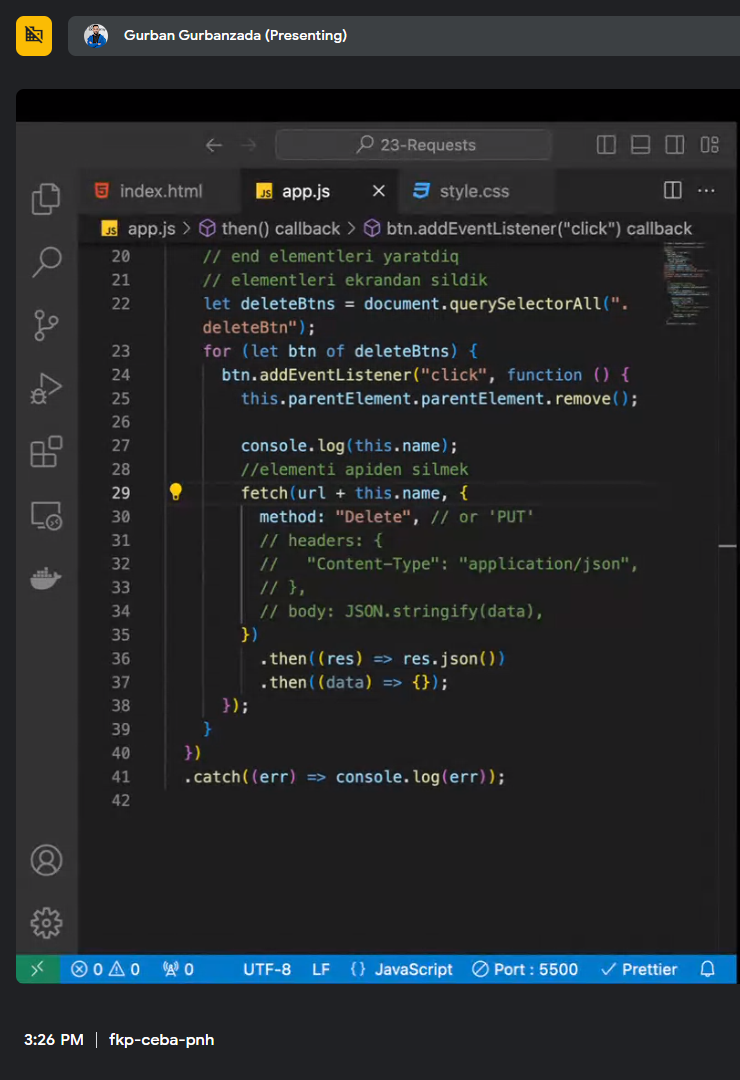 Gurban Gurbanzada (Presenting)
23-Requests
index.html
JS app.js
style.css
JS app.js > then() callback > btn.addEventListener("click") callback
20 // end elementleri yaratdiq
21 // elementleri ekrandan sildik
22 let deleteBtns = document.querySelectorAll(".
deleteBtn");
23 for (let btn of deleteBtns) {
24 btn.addEventListener("click", function () {
25 this.parentElement.parentElement.remove();
26
27 console.log(this.name);
28 //elementi apiden silmek
29 fetch(url + this.name, {
30 method: "Delete", // or 'PUT'
31 // headers: {
32 //   "Content-Type": "application/json",
33 // },
34 // body: JSON.stringify(data),
35 })
36 .then((res) => res.json())
37 .then((data) => {});
38 });
39 }
40 })
41 .catch((err) => console.log(err));
42
0 0 0 UTF-8 LF {} JavaScript Port : 5500 Prettier
3:26 PM | fkp-ceba-pnh